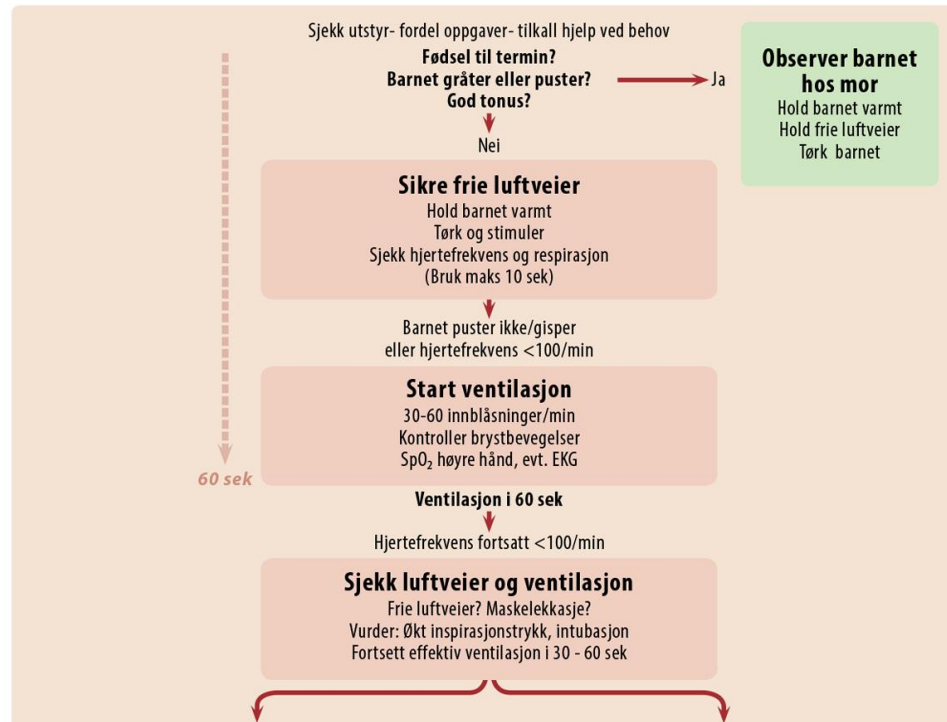 Sjekk utstyr- fordel oppgaver- tilkall hjelp ved behov
Fødsel til termin?
Barnet gråter eller puster?
God tonus?
Ja
Observer barnet
hos mor
Hold barnet varmt
Hold frie luftveier
Tørk barnet
Nei
Sikre frie luftveier
Hold barnet varmt
Tørk og stimuler
Sjekk hjertefrekvens og respirasjon
(Bruk maks 10 sek)
Barnet puster ikke/gisper
eller hjertefrekvens <100/min
Start ventilasjon
30-60 innblåsninger/min
Kontroller brystbevegelser
SpO₂ høyre hånd, evt. EKG
60 sek
Ventilasjon i 60 sek
Hjertefrekvens fortsatt <100/min
Sjekk luftveier og ventilasjon
Frie luftveier? Maskelekkasje?
Vurder: Økt inspirasjonstrykk, intubasjon
Fortsett effektiv ventilasjon i 30 - 60 sek